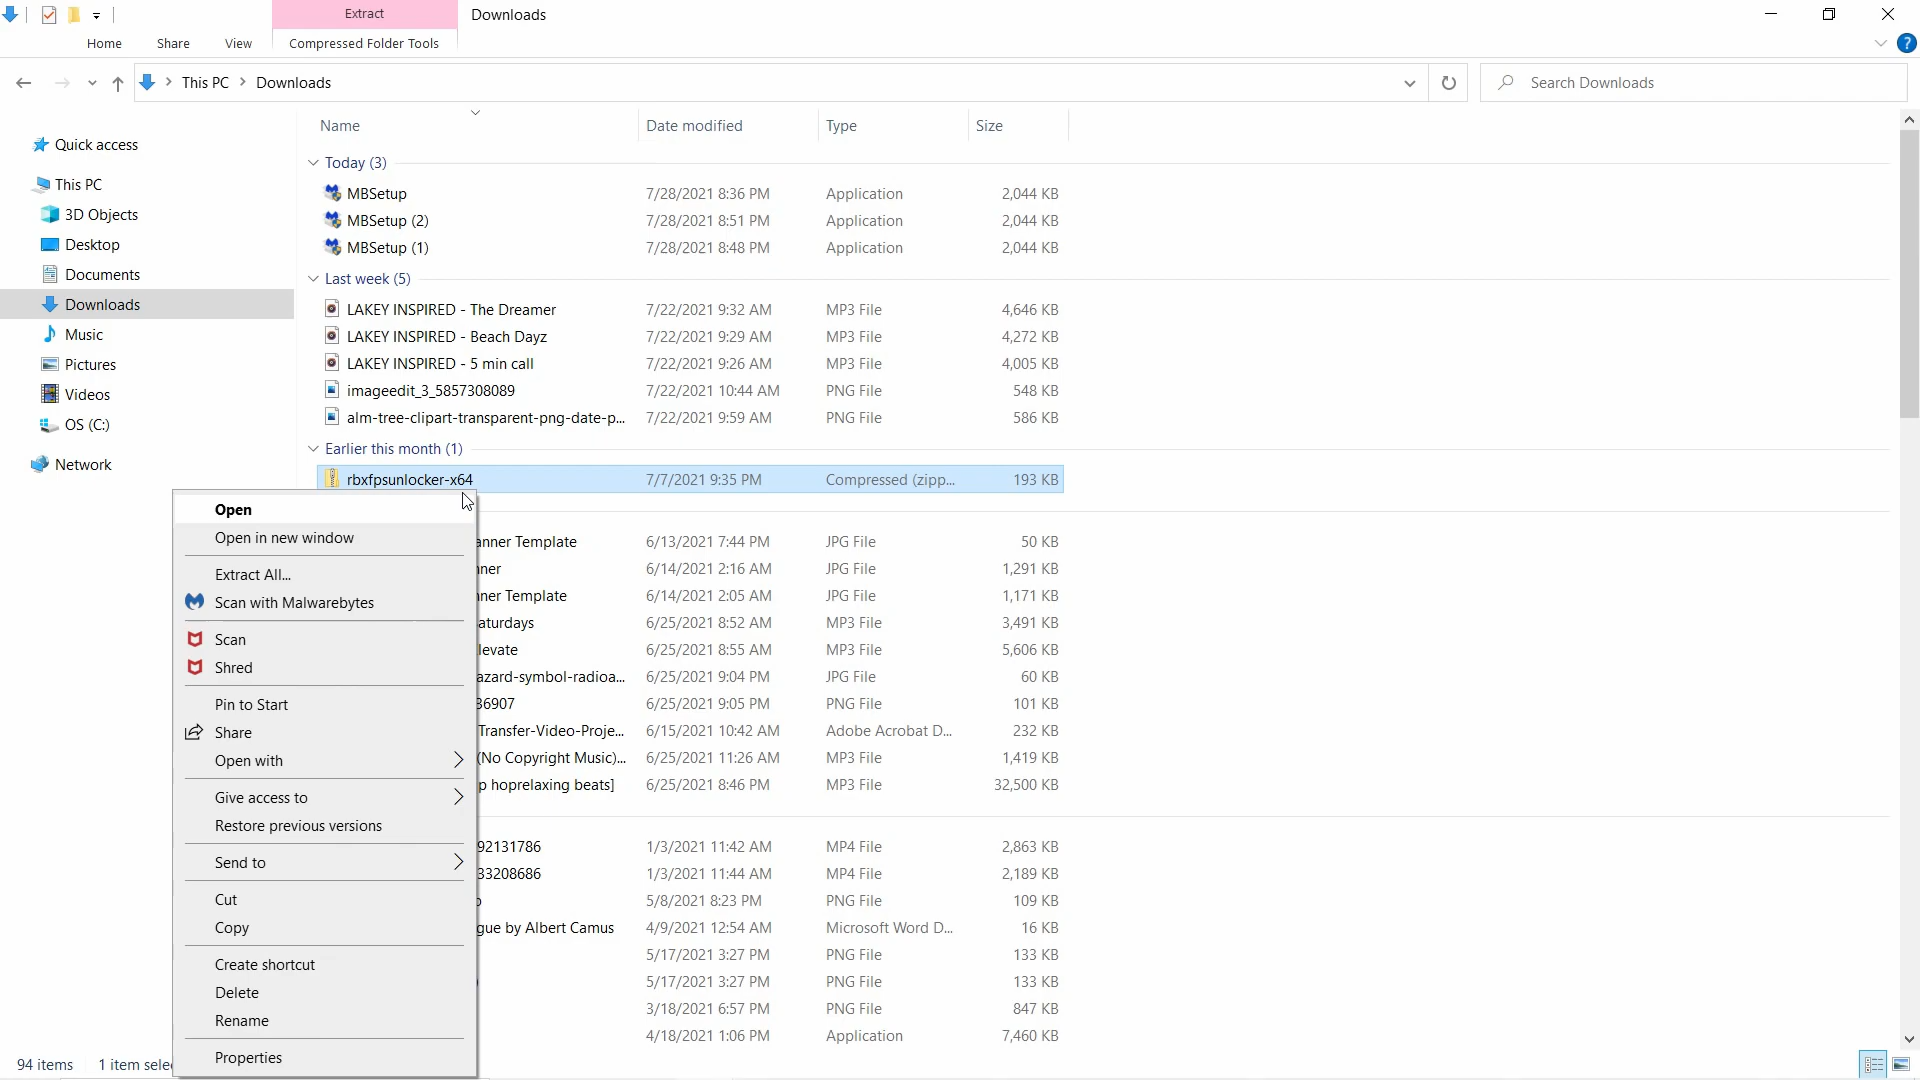 Extract
Downloads
Home
Share
View
Compressed Folder Tools
This PC
Downloads
Search Downloads
Name
Date modified
Type
Size
Quick access
This PC
3D Objects
Desktop
Documents
Downloads
Music
Pictures
Videos
OS (C:)
Network
Today (3)
MBSetup 7/28/2021 8:36 PM Application 2,044 KB
MBSetup (2) 7/28/2021 8:51 PM Application 2,044 KB
MBSetup (1) 7/28/2021 8:48 PM Application 2,044 KB
Last week (5)
LAKEY INSPIRED - The Dreamer 7/22/2021 9:32 AM MP3 File 4,646 KB
LAKEY INSPIRED - Beach Dayz 7/22/2021 9:29 AM MP3 File 4,272 KB
LAKEY INSPIRED - 5 min call 7/22/2021 9:26 AM MP3 File 4,005 KB
imageedit_3_5857308089 7/22/2021 10:44 AM PNG File 548 KB
alm-tree-clipart-transparent-png-date-p... 7/22/2021 9:59 AM PNG File 586 KB
Earlier this month (1)
rbxfpsunlocker-x64 7/7/2021 9:35 PM Compressed (zipp... 193 KB
anner Template 6/13/2021 7:44 PM JPG File 50 KB
nner 6/14/2021 2:16 AM JPG File 1,291 KB
nner Template 6/14/2021 2:05 AM JPG File 1,171 KB
aturdays 6/25/2021 8:52 AM MP3 File 3,491 KB
levate 6/25/2021 8:55 AM MP3 File 5,606 KB
azard-symbol-radioa... 6/25/2021 9:04 PM JPG File 60 KB
36907 6/25/2021 9:05 PM PNG File 101 KB
Transfer-Video-Proje... 6/15/2021 10:42 AM Adobe Acrobat D... 232 KB
(No Copyright Music)... 6/25/2021 11:26 AM MP3 File 1,419 KB
p hoprelaxing beats] 6/25/2021 8:46 PM MP3 File 32,500 KB
92131786 1/3/2021 11:42 AM MP4 File 2,863 KB
33208686 1/3/2021 11:44 AM MP4 File 2,189 KB
5/8/2021 8:23 PM PNG File 109 KB
gue by Albert Camus 4/9/2021 12:54 AM Microsoft Word D... 16 KB
5/17/2021 3:27 PM PNG File 133 KB
5/17/2021 3:27 PM PNG File 133 KB
3/18/2021 6:57 PM PNG File 847 KB
4/18/2021 1:06 PM Application 7,460 KB
Open
Open in new window
Extract All...
Scan with Malwarebytes
Scan
Shred
Pin to Start
Share
Open with
Give access to
Restore previous versions
Send to
Cut
Copy
Create shortcut
Delete
Rename
Properties
94 items
1 item sele